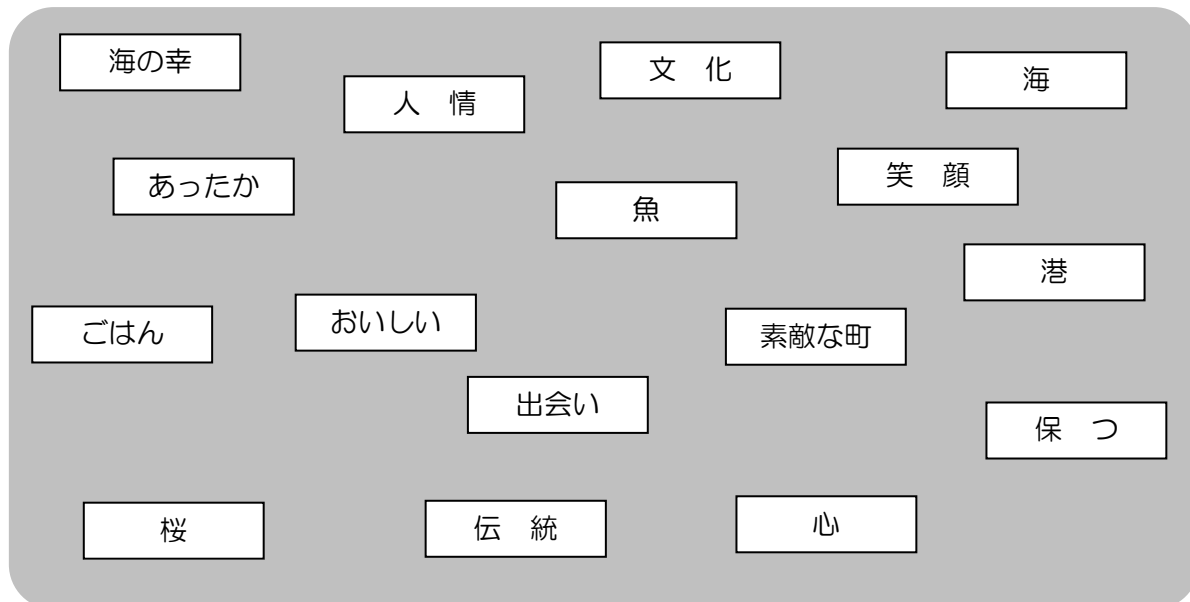 海の幸
文　化
海
人　情
あったか
笑　顔
魚
港
ごはん
おいしい
素敵な町
出会い
保　つ
桜
伝　統
心